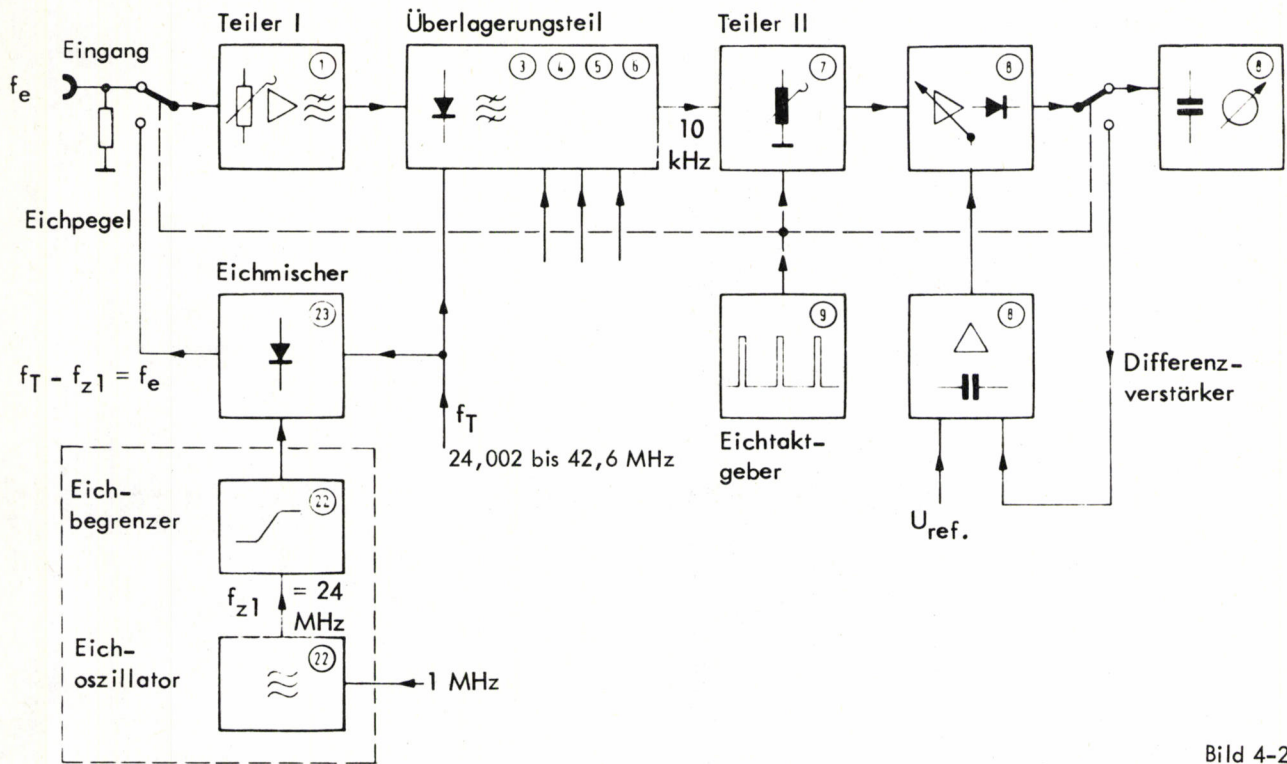 Teiler I
Überlagerungsteil
Teiler II
Eingang
f_e
1
3 4 5 6
7
8
8
10
kHz
Eichpegel
Eichmischer
23
9
8
f_T - f_z1 = f_e
f_T
24,002 bis 42,6 MHz
Differenz-
verstärker
Eichtakt-
geber
U_ref.
Eich-
begrenzer
22
f_z1 = 24
MHz
Eich-
oszillator
22
1 MHz
Bild 4-2